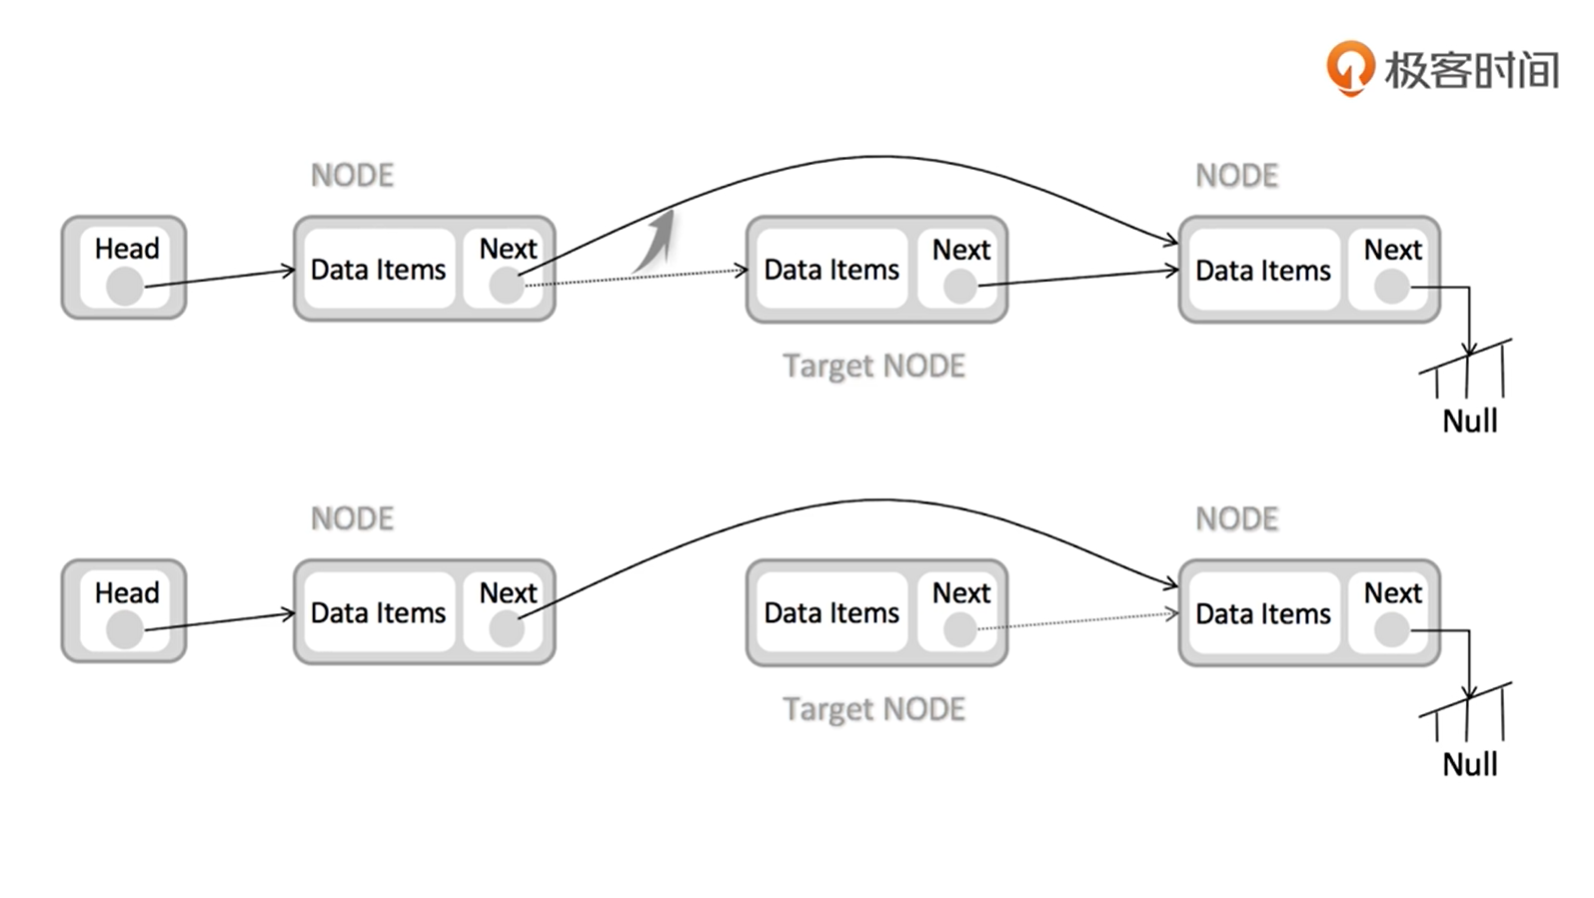 极客时间
NODE
NODE
Head
Data Items
Next
Data Items
Next
Data Items
Next
Target NODE
Null
NODE
NODE
Head
Data Items
Next
Data Items
Next
Data Items
Next
Target NODE
Null